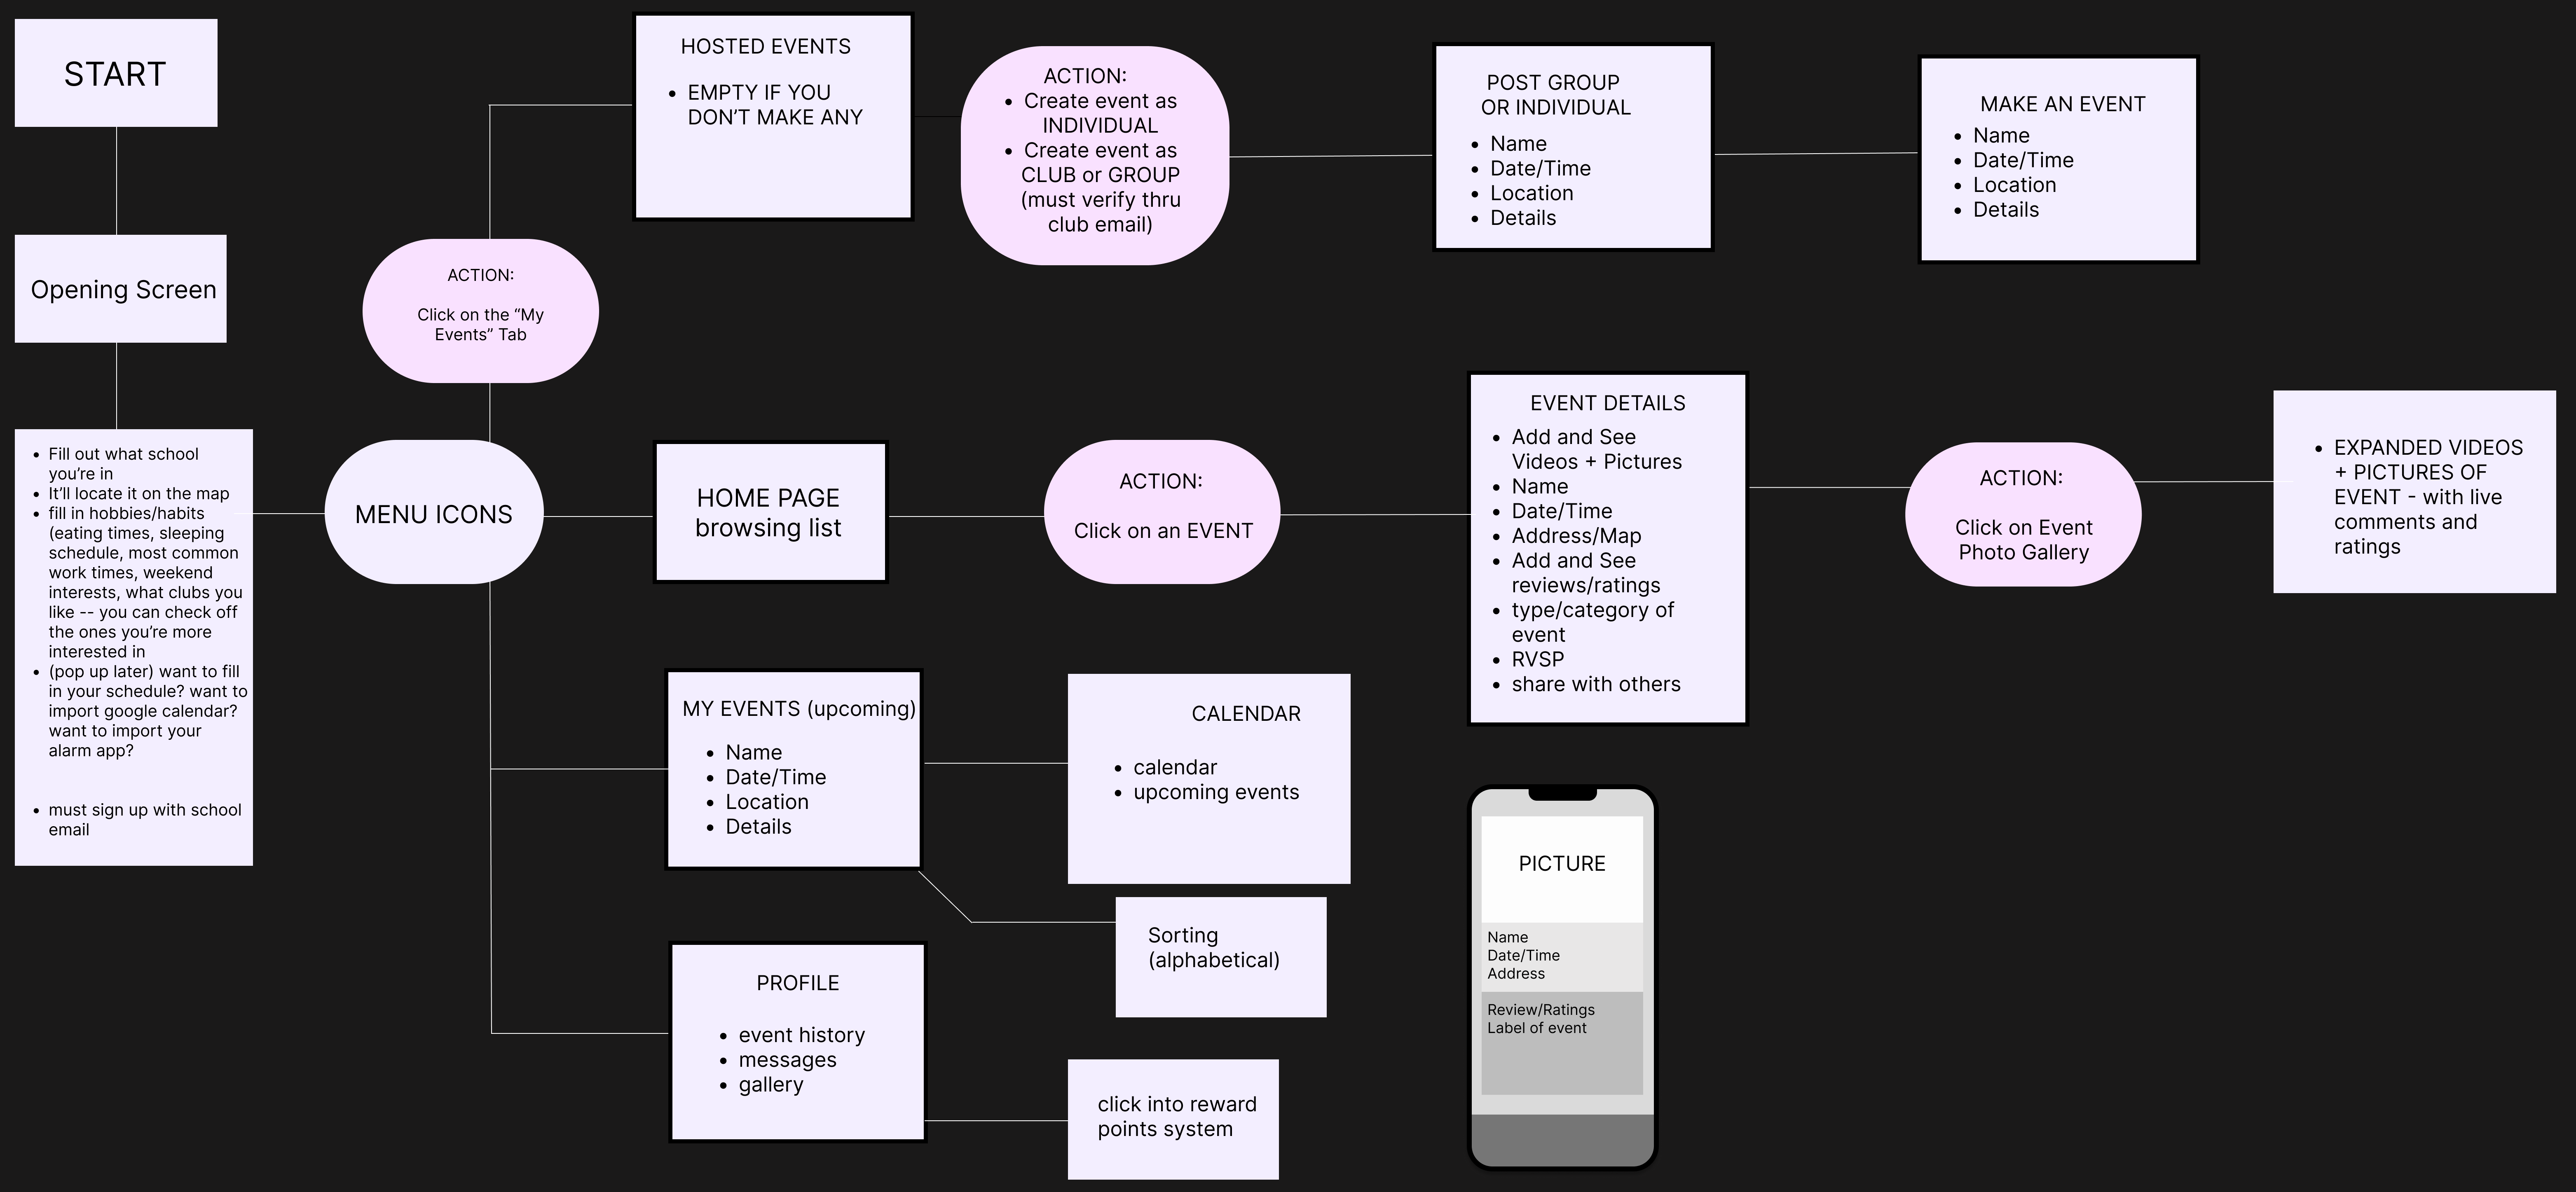 START
Opening Screen
• Fill out what school
you’re in
• It’ll locate it on the map
• fill in hobbies/habits
(eating times, sleeping
schedule, most common
work times, weekend
interests, what clubs you
like -- you can check off
the ones you’re more
interested in
• (pop up later) want to fill
in your schedule? want to
import google calendar?
want to import your
alarm app?
• must sign up with school
email
MENU ICONS
ACTION:
Click on the “My
Events” Tab
HOSTED EVENTS
• EMPTY IF YOU
DON’T MAKE ANY
ACTION:
• Create event as
INDIVIDUAL
• Create event as
CLUB or GROUP
(must verify thru
club email)
POST GROUP
OR INDIVIDUAL
• Name
• Date/Time
• Location
• Details
MAKE AN EVENT
• Name
• Date/Time
• Location
• Details
HOME PAGE
browsing list
ACTION:
Click on an EVENT
EVENT DETAILS
• Add and See
Videos + Pictures
• Name
• Date/Time
• Address/Map
• Add and See
reviews/ratings
• type/category of
event
• RVSP
• share with others
ACTION:
Click on Event
Photo Gallery
• EXPANDED VIDEOS
+ PICTURES OF
EVENT - with live
comments and
ratings
MY EVENTS (upcoming)
• Name
• Date/Time
• Location
• Details
CALENDAR
• calendar
• upcoming events
Sorting
(alphabetical)
PROFILE
• event history
• messages
• gallery
click into reward
points system
PICTURE
Name
Date/Time
Address
Review/Ratings
Label of event